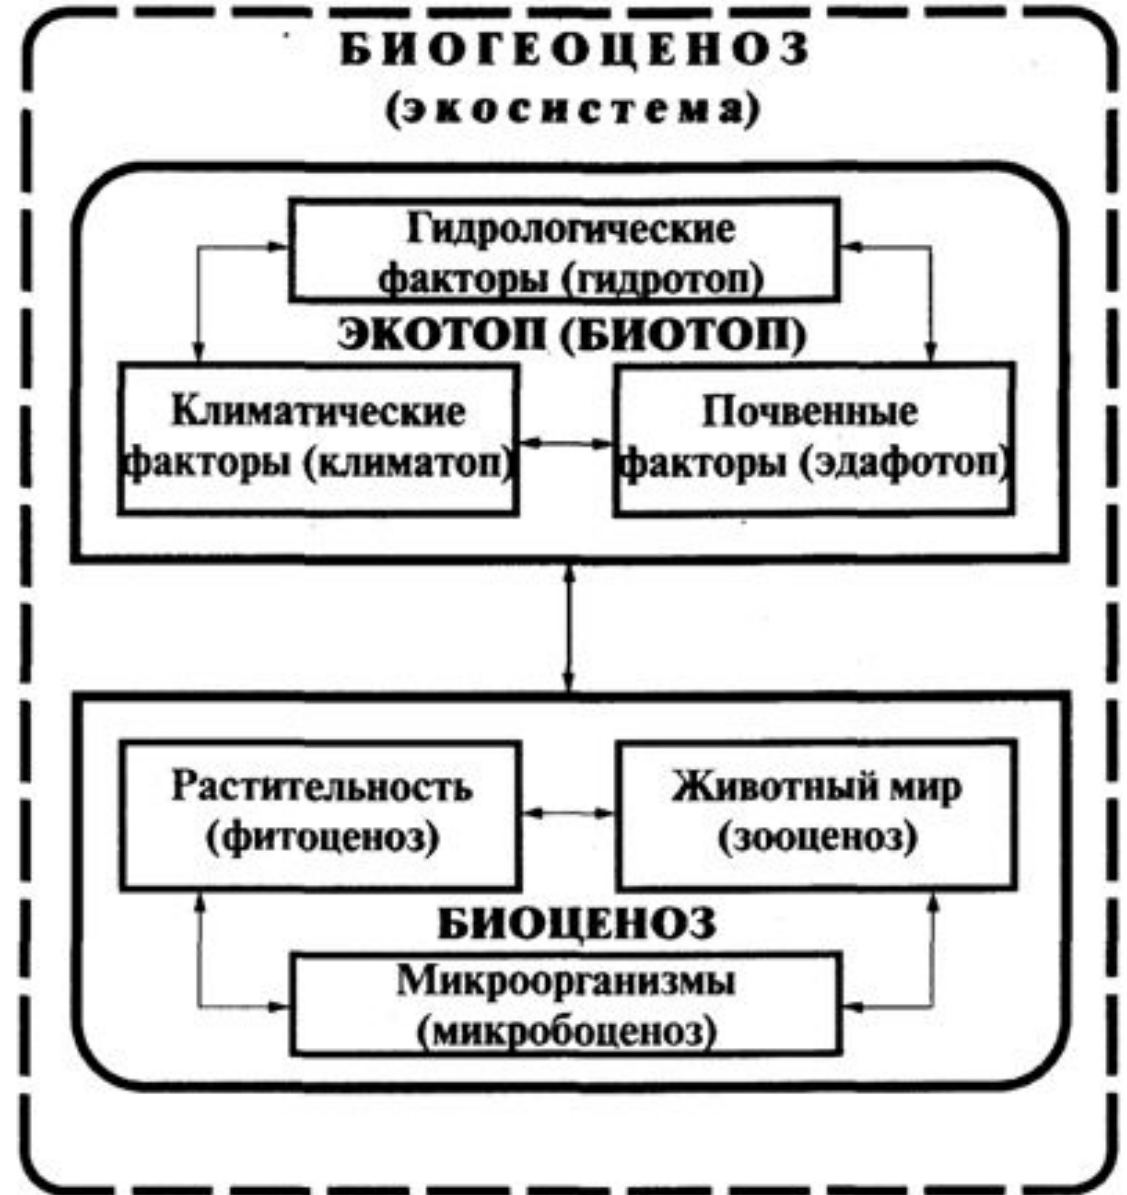 БИОГЕОЦЕНОЗ
(экосистема)
Гидрологические
факторы (гидротоп)
ЭКОТОП (БИОТОП)
Климатические
факторы (климатоп)
Почвенные
факторы (эдафотоп)
Растительность
(фитоценоз)
Животный мир
(зооценоз)
БИОЦЕНОЗ
Микроорганизмы
(микробоценоз)